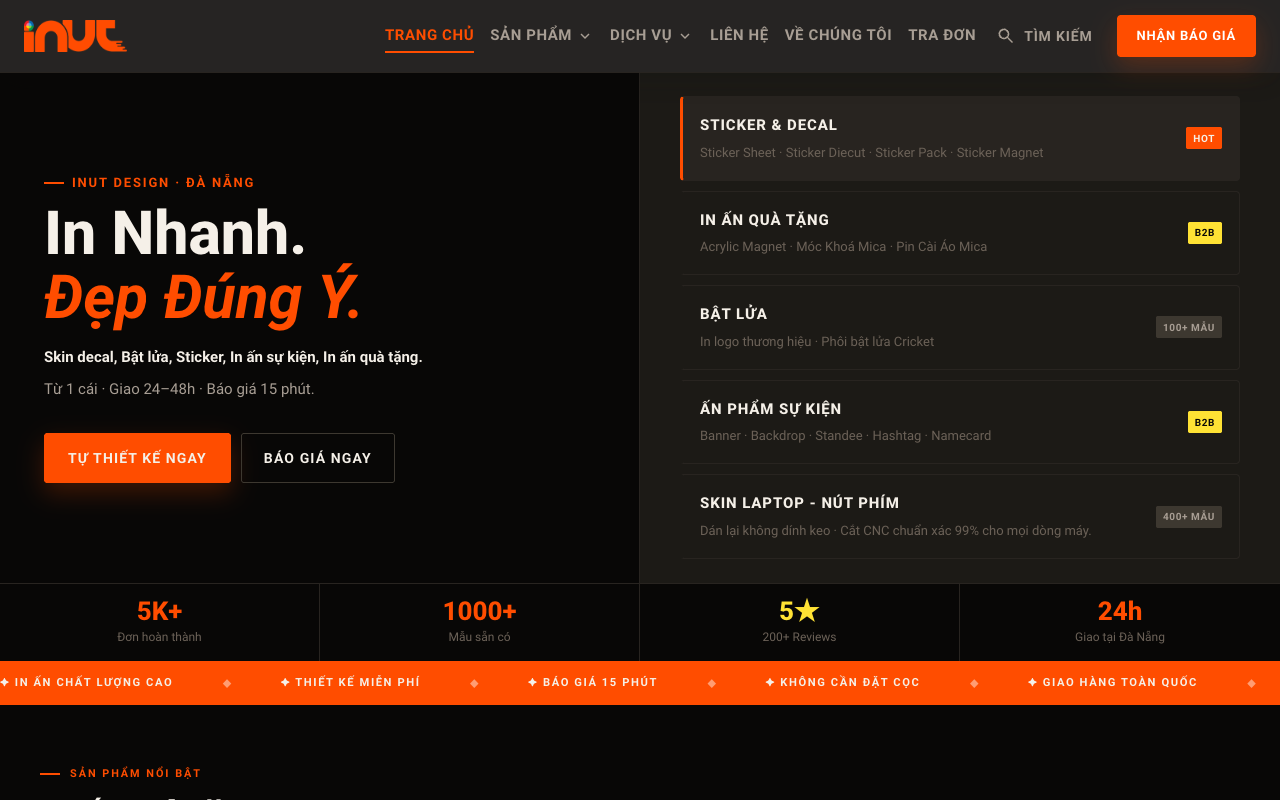 inut
TRANG CHỦ SẢN PHẨM DỊCH VỤ LIÊN HỆ VỀ CHÚNG TÔI TRA ĐƠN TÌM KIẾM NHẬN BÁO GIÁ
INUT DESIGN · ĐÀ NẴNG
In Nhanh.
Đẹp Đúng Ý.
Skin decal, Bật lửa, Sticker, In ấn sự kiện, In ấn quà tặng.
Từ 1 cái · Giao 24–48h · Báo giá 15 phút.
TỰ THIẾT KẾ NGAY BÁO GIÁ NGAY
STICKER & DECAL
Sticker Sheet · Sticker Diecut · Sticker Pack · Sticker Magnet
HOT
IN ẤN QUÀ TẶNG
Acrylic Magnet · Móc Khoá Mica · Pin Cài Áo Mica
B2B
BẬT LỬA
In logo thương hiệu · Phôi bật lửa Cricket
100+ MẪU
ẤN PHẨM SỰ KIỆN
Banner · Backdrop · Standee · Hashtag · Namecard
B2B
SKIN LAPTOP - NÚT PHÍM
Dán lại không dính keo · Cắt CNC chuẩn xác 99% cho mọi dòng máy.
400+ MẪU
5K+
Đơn hoàn thành
1000+
Mẫu sẵn có
5★
200+ Reviews
24h
Giao tại Đà Nẵng
✦ IN ẤN CHẤT LƯỢNG CAO ◆ ✦ THIẾT KẾ MIỄN PHÍ ◆ ✦ BÁO GIÁ 15 PHÚT ◆ ✦ KHÔNG CẦN ĐẶT CỌC ◆ ✦ GIAO HÀNG TOÀN QUỐC ◆
SẢN PHẨM NỔI BẬT